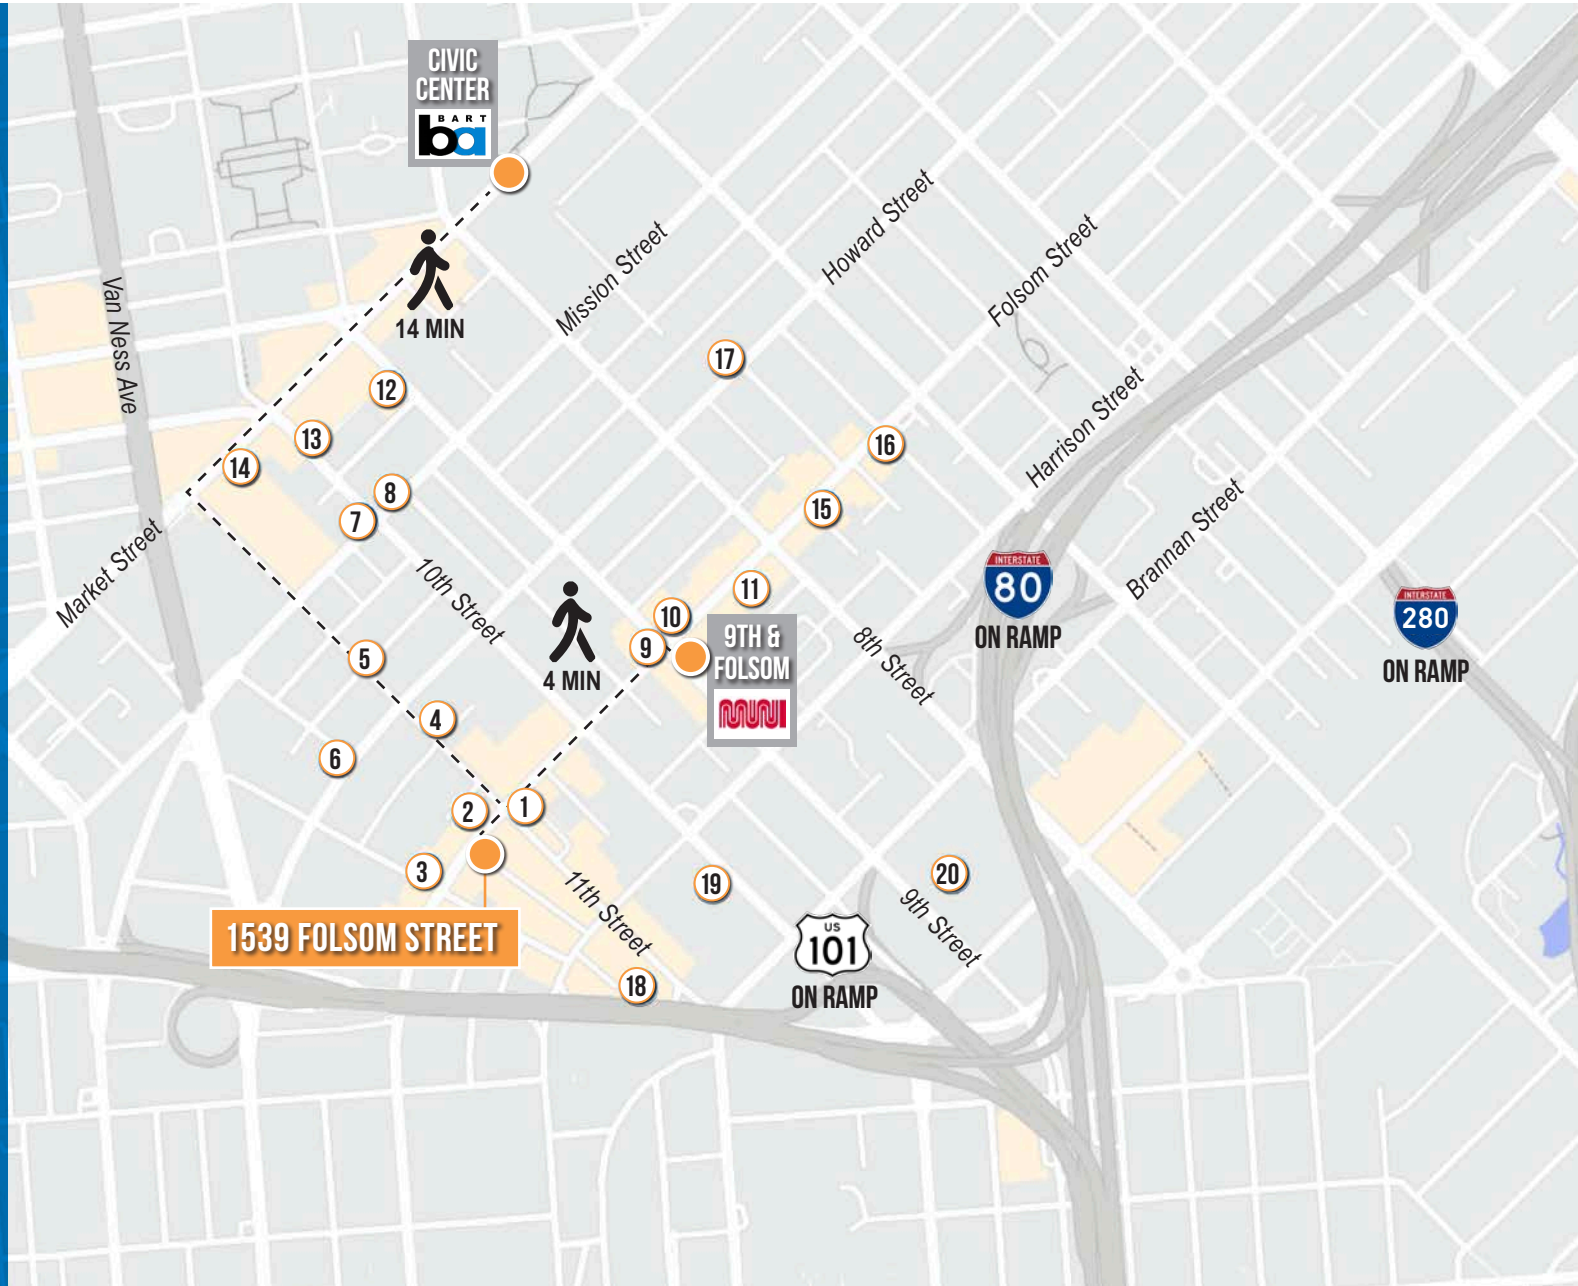 CIVIC
CENTER
BART
ba
14 MIN
Mission Street
Howard Street
Folsom Street
Van Ness Ave
17
12
13
14
16
Harrison Street
8
7
15
Market Street
10th Street
Brannan Street
11
INTERSTATE
80
ON RAMP
INTERSTATE
280
ON RAMP
10
9
9TH &
FOLSOM
MUNI
4 MIN
8th Street
5
4
6
2
1
3
19
20
11th Street
9th Street
1539 FOLSOM STREET
US
101
ON RAMP
18